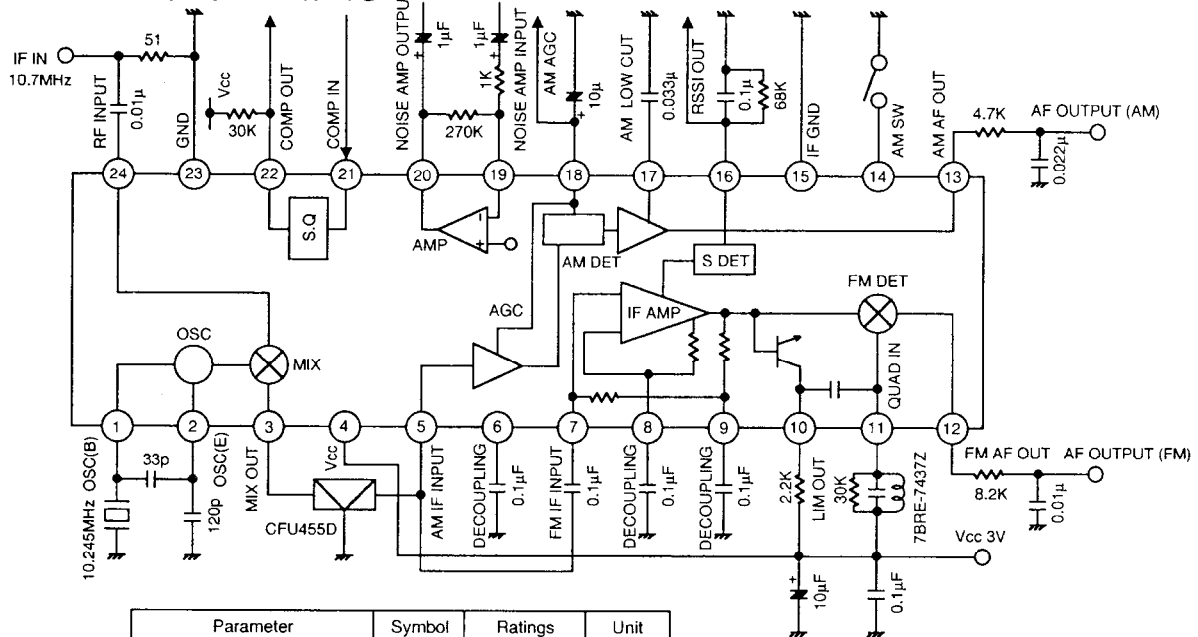 IF IN
10.7MHz
51
0.01µ
RF INPUT
GND
Vcc
30K
COMP OUT
COMP IN
NOISE AMP OUTPUT
1µF
+
270K
1µF
+
1K
NOISE AMP INPUT
AM AGC
10µ
+
AM LOW CUT
0.033µ
RSSI OUT
0.1µ
68K
IF GND
AM SW
AM AF OUT
4.7K
AF OUTPUT (AM)
0.022µ
24
23
22
21
20
19
18
17
16
15
14
13
S.Q
AMP
-
+
AM DET
S DET
AGC
IF AMP
FM DET
OSC
MIX
QUAD IN
1
2
3
4
5
6
7
8
9
10
11
12
10.245MHz
OSC(B)
33p
OSC(E)
120p
MIX OUT
Vcc
CFU455D
AM IF INPUT
DECOUPLING
0.1µF
FM IF INPUT
0.1µF
DECOUPLING
0.1µF
DECOUPLING
0.1µF
2.2K
LIM OUT
30K
7BRE-7437Z
FM AF OUT
AF OUTPUT (FM)
8.2K
0.01µ
Vcc 3V
+
10µF
0.1µF
Parameter Symbol Ratings Unit